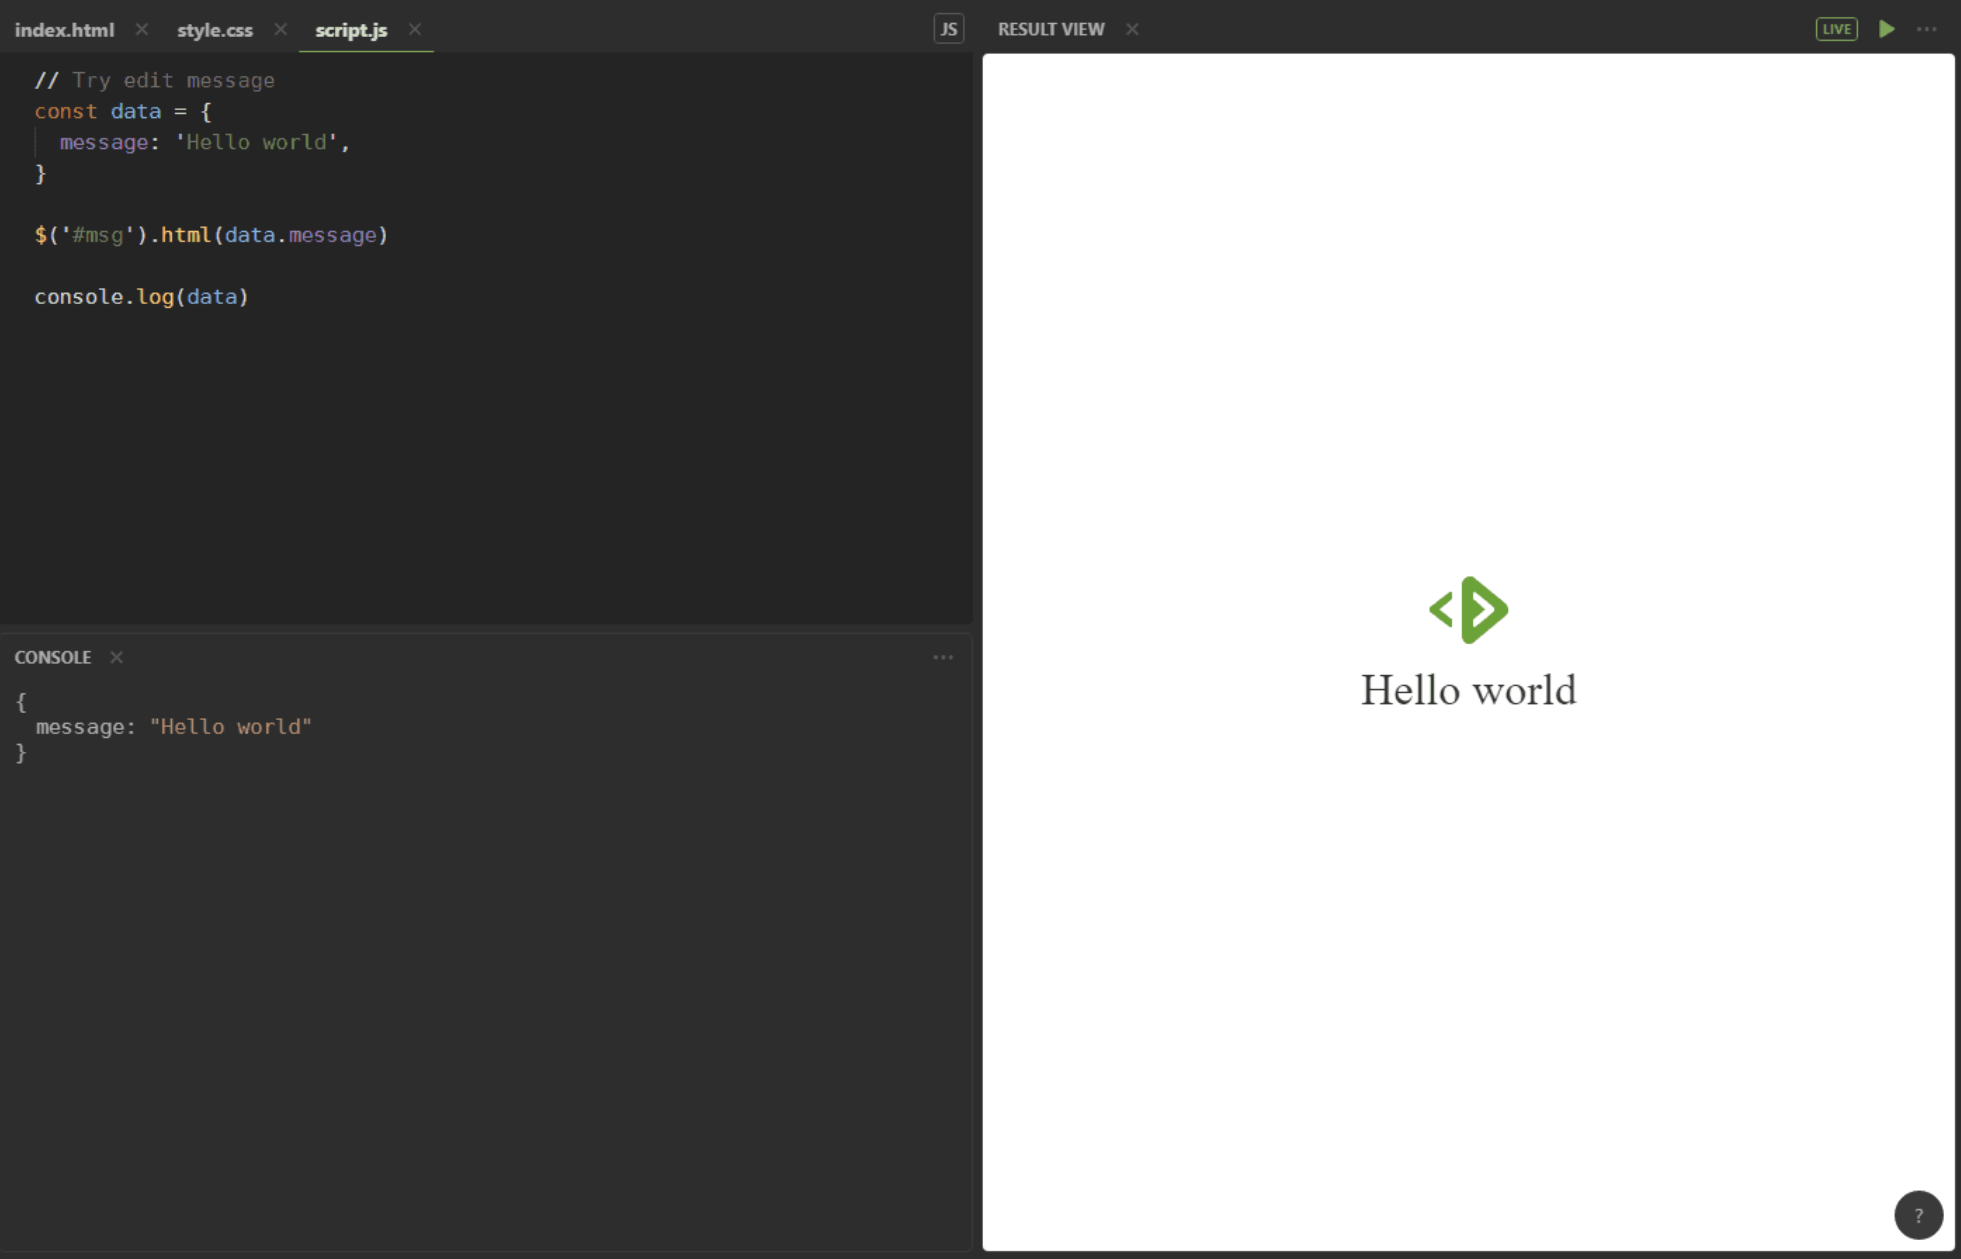 index.html × style.css × script.js × JS
// Try edit message
const data = {
  message: 'Hello world',
}
$('#msg').html(data.message)
console.log(data)
CONSOLE × ...
{
  message: "Hello world"
}
RESULT VIEW × LIVE ...
Hello world
?